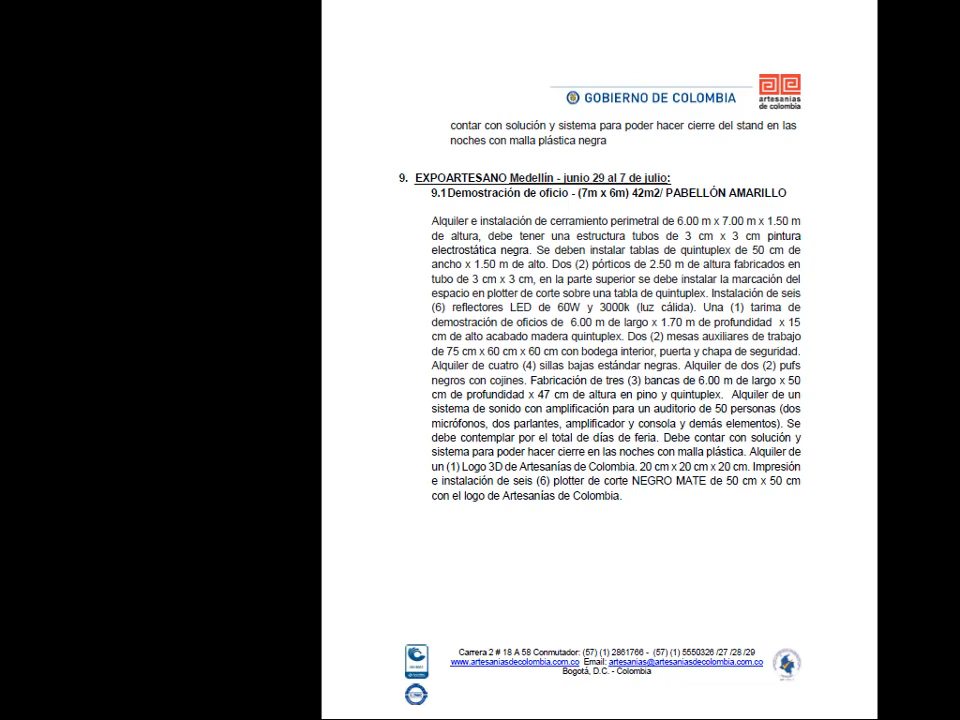 GOBIERNO DE COLOMBIA
artesanías
de colombia
contar con solución y sistema para poder hacer cierre del stand en las
noches con malla plástica negra
9. EXPOARTESANO Medellín - junio 29 al 7 de julio:
9.1Demostración de oficio - (7m x 6m) 42m2/ PABELLÓN AMARILLO
Alquiler e instalación de cerramiento perimetral de 6.00 m x 7.00 m x 1.50 m
de altura, debe tener una estructura tubos de 3 cm x 3 cm pintura
electrostática negra. Se deben instalar tablas de quintuplex de 50 cm de
ancho x 1.50 m de alto. Dos (2) pórticos de 2.50 m de altura fabricados en
tubo de 3 cm x 3 cm, en la parte superior se debe instalar la marcación del
espacio en plotter de corte sobre una tabla de quintuplex. Instalación de seis
(6) reflectores LED de 60W y 3000k (luz cálida). Una (1) tarima de
demostración de oficios de 6.00 m de largo x 1.70 m de profundidad x 15
cm de alto acabado madera quintuplex. Dos (2) mesas auxiliares de trabajo
de 75 cm x 60 cm x 60 cm con bodega interior, puerta y chapa de seguridad.
Alquiler de cuatro (4) sillas bajas estándar negras. Alquiler de dos (2) pufs
negros con cojines. Fabricación de tres (3) bancas de 6.00 m de largo x 50
cm de profundidad x 47 cm de altura en pino y quintuplex. Alquiler de un
sistema de sonido con amplificación para un auditorio de 50 personas (dos
micrófonos, dos parlantes, amplificador y consola y demás elementos). Se
debe contemplar por el total de días de feria. Debe contar con solución y
sistema para poder hacer cierre en las noches con malla plástica. Alquiler de
un (1) Logo 3D de Artesanías de Colombia. 20 cm x 20 cm x 20 cm. Impresión
e instalación de seis (6) plotter de corte NEGRO MATE de 50 cm x 50 cm
con el logo de Artesanías de Colombia.
Carrera 2 # 18 A 58 Conmutador: (57) (1) 2861766 - (57) (1) 5550326 /27 /28 /29
www.artesaniasdecolombia.com.co Email: artesanias@artesaniasdecolombia.com.co
Bogotá, D.C. - Colombia